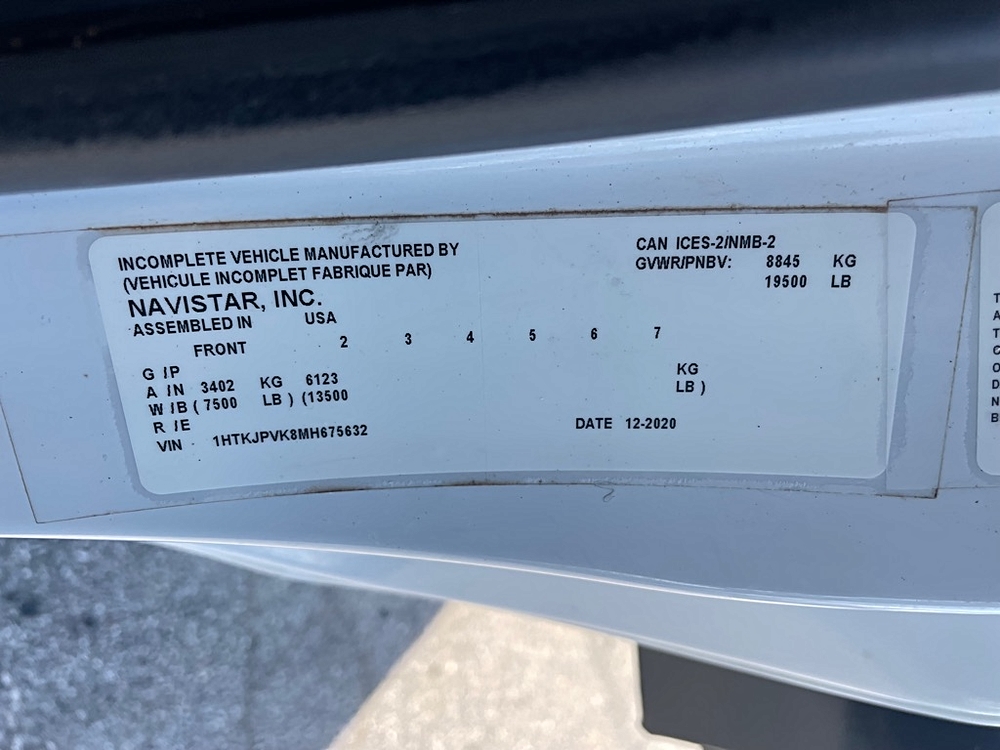 INCOMPLETE VEHICLE MANUFACTURED BY
(VEHICULE INCOMPLET FABRIQUE PAR)
NAVISTAR, INC.
ASSEMBLED IN USA
CAN ICES-2/NMB-2
GVWR/PNBV: 8845 KG
19500 LB
FRONT 2 3 4 5 6 7
G /P
A /N 3402 KG 6123 KG
W /B ( 7500 LB ) (13500 LB )
R /E
VIN 1HTKJPVK8MH675632
DATE 12-2020
T
A
T
C
O
D
N
B